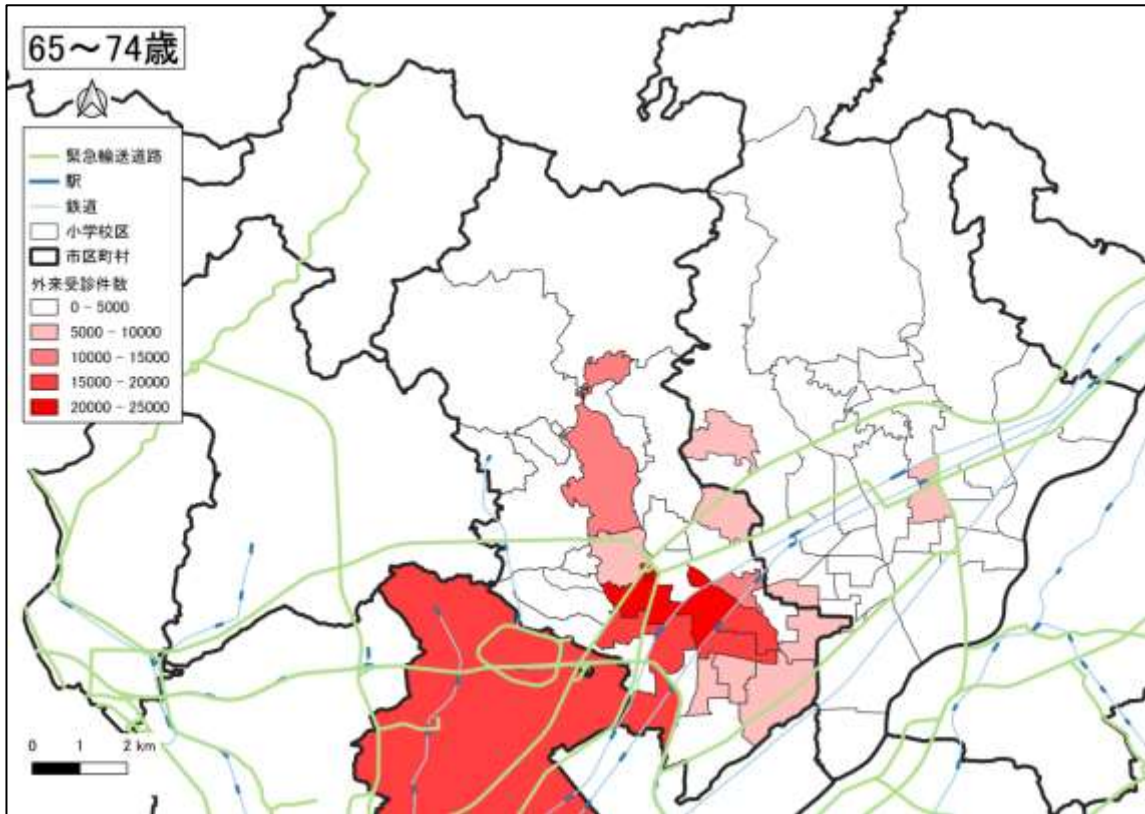 65～74歳
緊急輸送道路
駅
鉄道
小学校区
市区町村
外来受診件数
0 - 5000
5000 - 10000
10000 - 15000
15000 - 20000
20000 - 25000
0 1 2 km